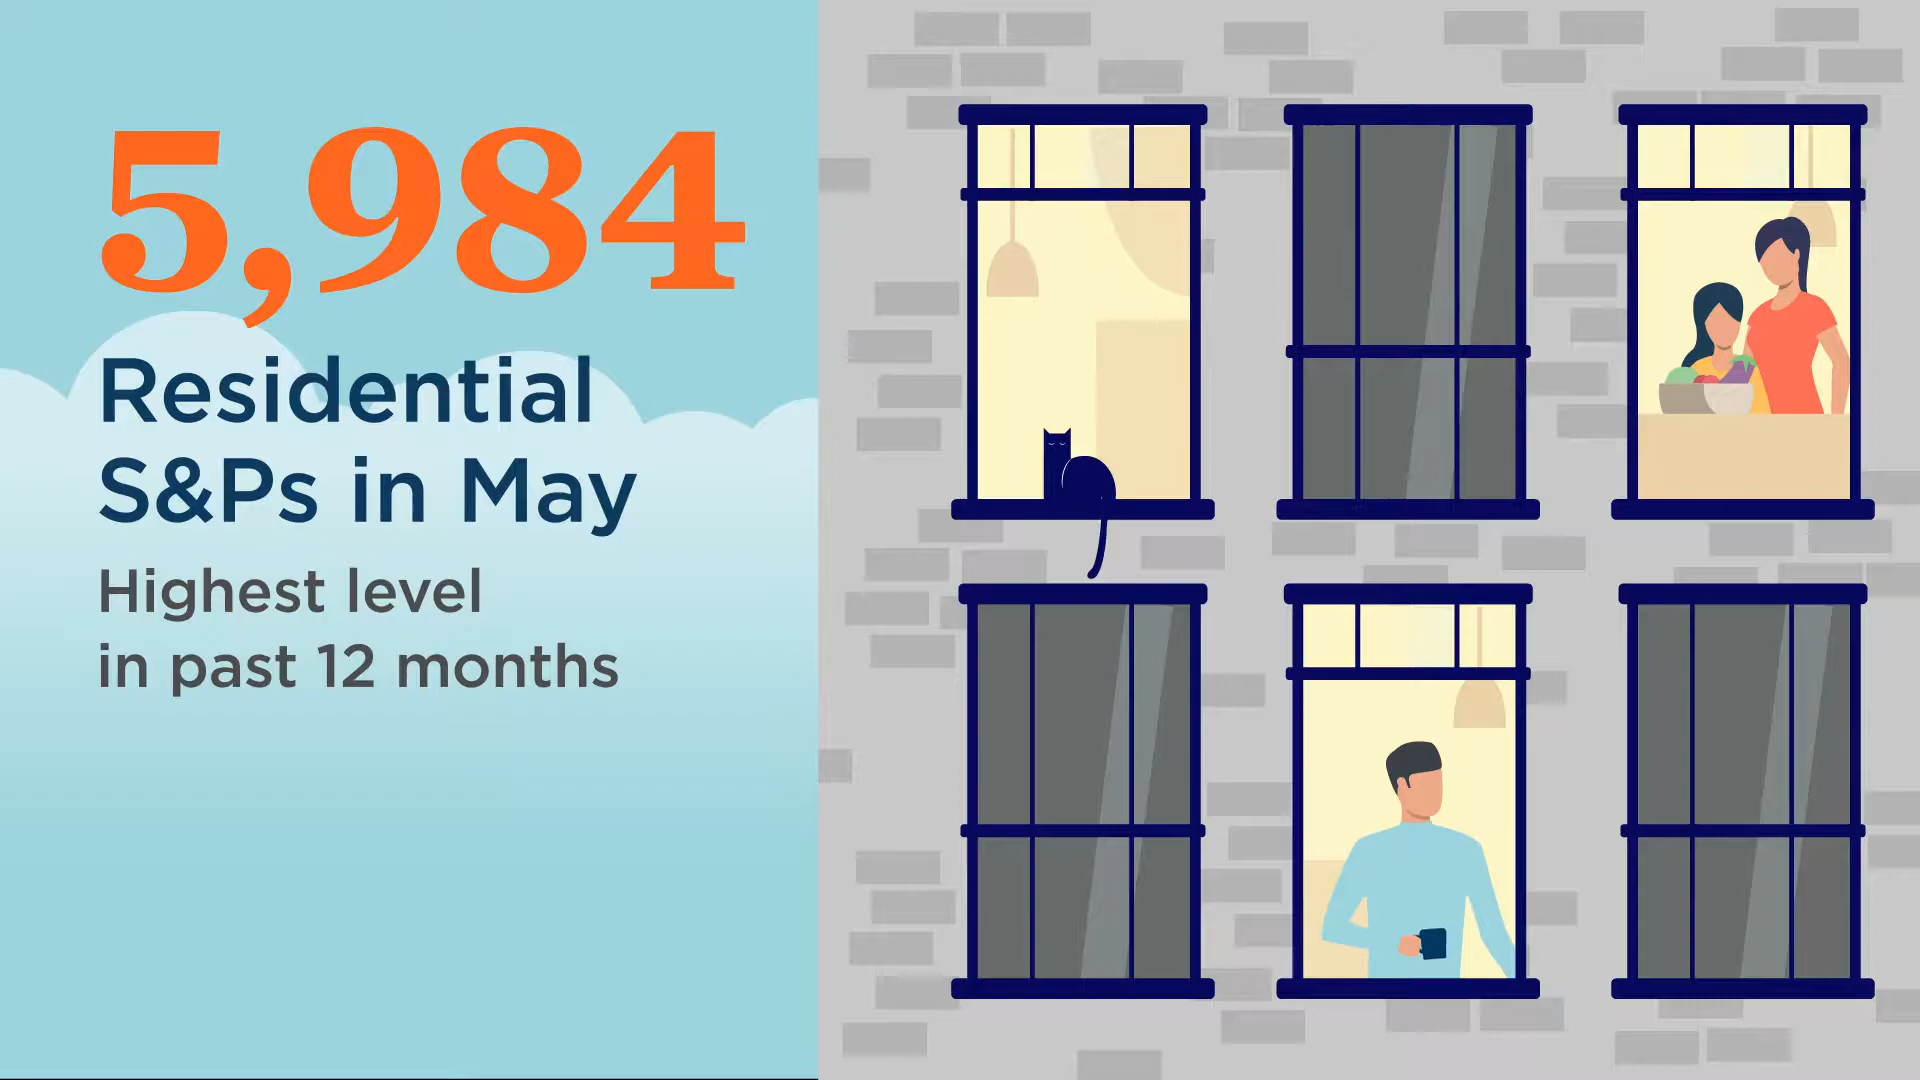 5,984
Residential
S&Ps in May
Highest level
in past 12 months